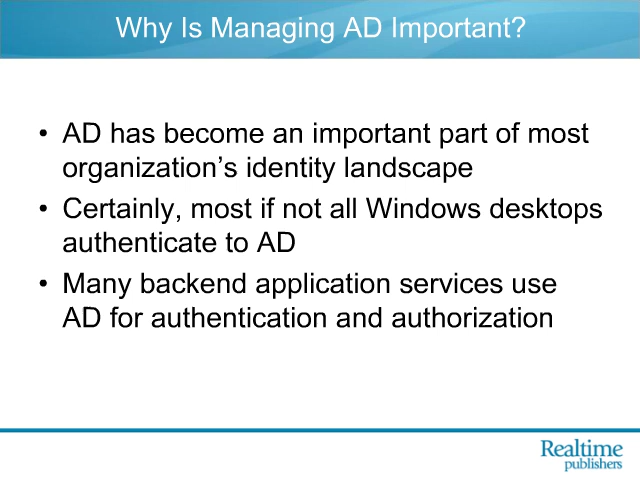 Why Is Managing AD Important?
• AD has become an important part of most
organization’s identity landscape
• Certainly, most if not all Windows desktops
authenticate to AD
• Many backend application services use
AD for authentication and authorization
Realtime
publishers